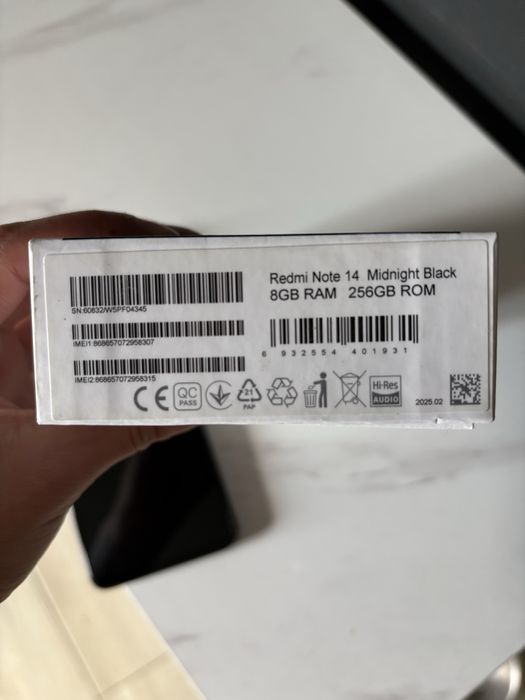 SN:60832/W5PF04345
IMEI1:868657072958307
IMEI2:868657072958315
Redmi Note 14 Midnight Black
8GB RAM 256GB ROM
6 932554 401931
CE
QC
PASS
21
PAP
Hi-Res
AUDIO
2025.02